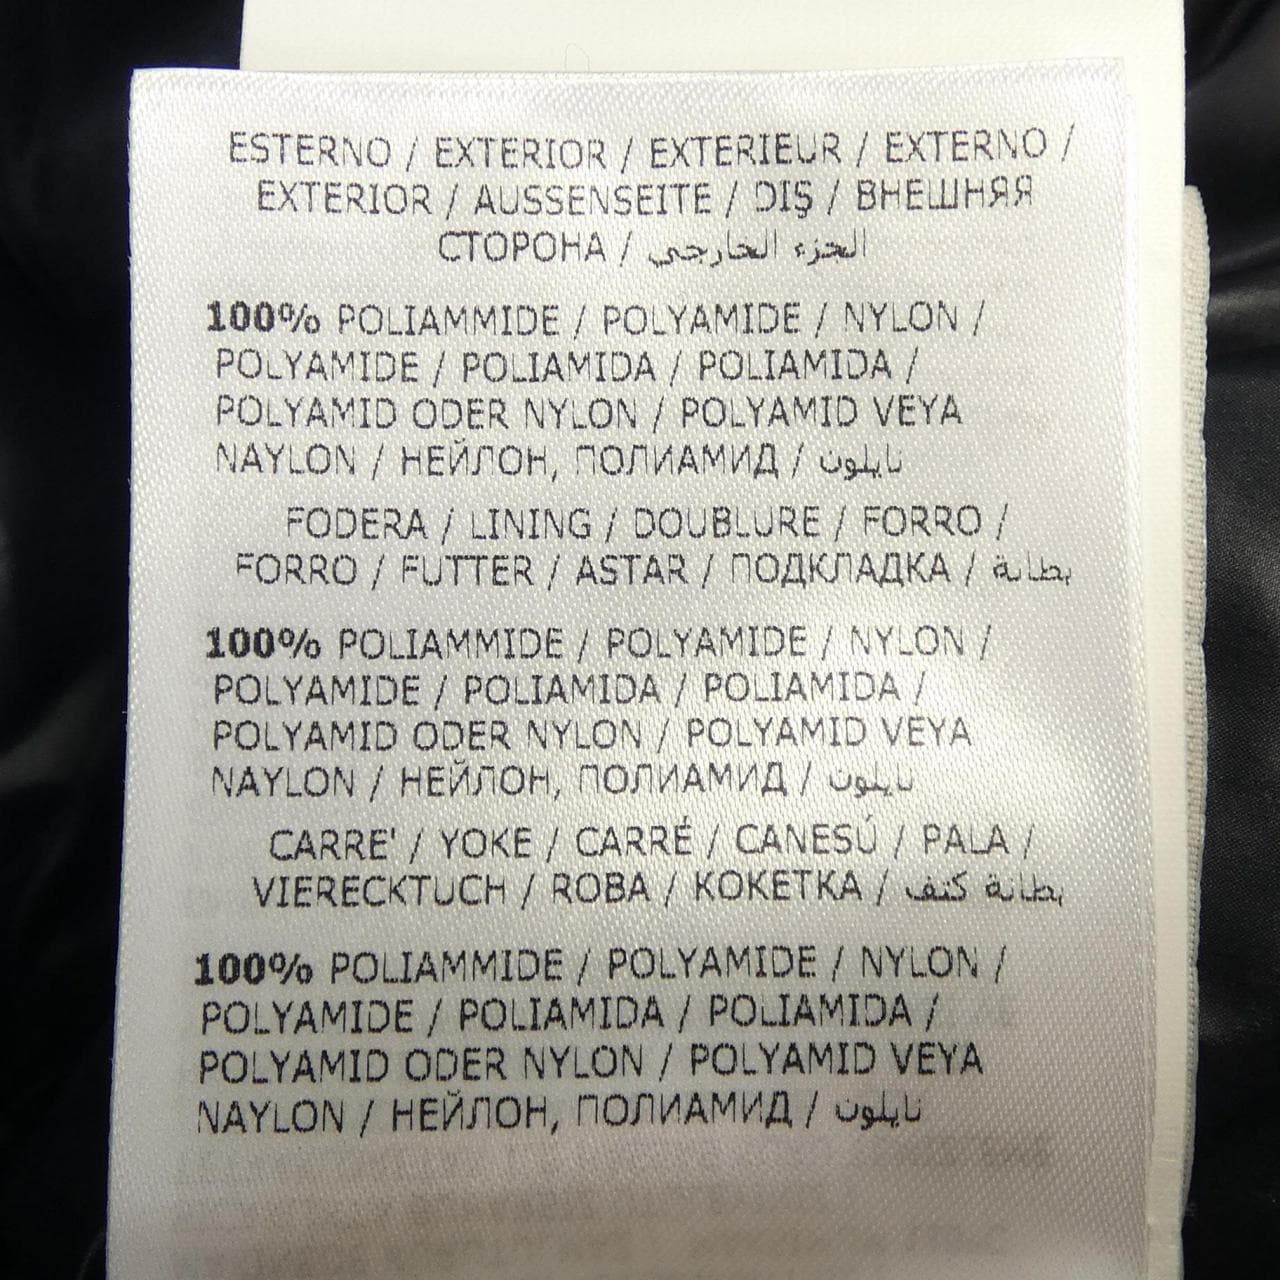 ESTERNO / EXTERIOR / EXTERIEUR / EXTERNO /
EXTERIOR / AUSSENSEITE / DIŞ / ВНЕШНЯЯ
СТОРОНА / الجزء الخارجي
100% POLIAMMIDE / POLYAMIDE / NYLON /
POLYAMIDE / POLIAMIDA / POLIAMIDA /
POLYAMID ODER NYLON / POLYAMID VEYA
NAYLON / НЕЙЛОН, ПОЛИАМИД / نايلون
FODERA / LINING / DOUBLURE / FORRO /
FORRO / FUTTER / ASTAR / ПОДКЛАДКА / بطانة
100% POLIAMMIDE / POLYAMIDE / NYLON /
POLYAMIDE / POLIAMIDA / POLIAMIDA /
POLYAMID ODER NYLON / POLYAMID VEYA
NAYLON / НЕЙЛОН, ПОЛИАМИД / نايلون
CARRE' / YOKE / CARRÉ / CANESÚ / PALA /
VIERECKTUCH / ROBA / КОКЕТКА / بطانة كتف
100% POLIAMMIDE / POLYAMIDE / NYLON /
POLYAMIDE / POLIAMIDA / POLIAMIDA /
POLYAMID ODER NYLON / POLYAMID VEYA
NAYLON / НЕЙЛОН, ПОЛИАМИД / نايلون